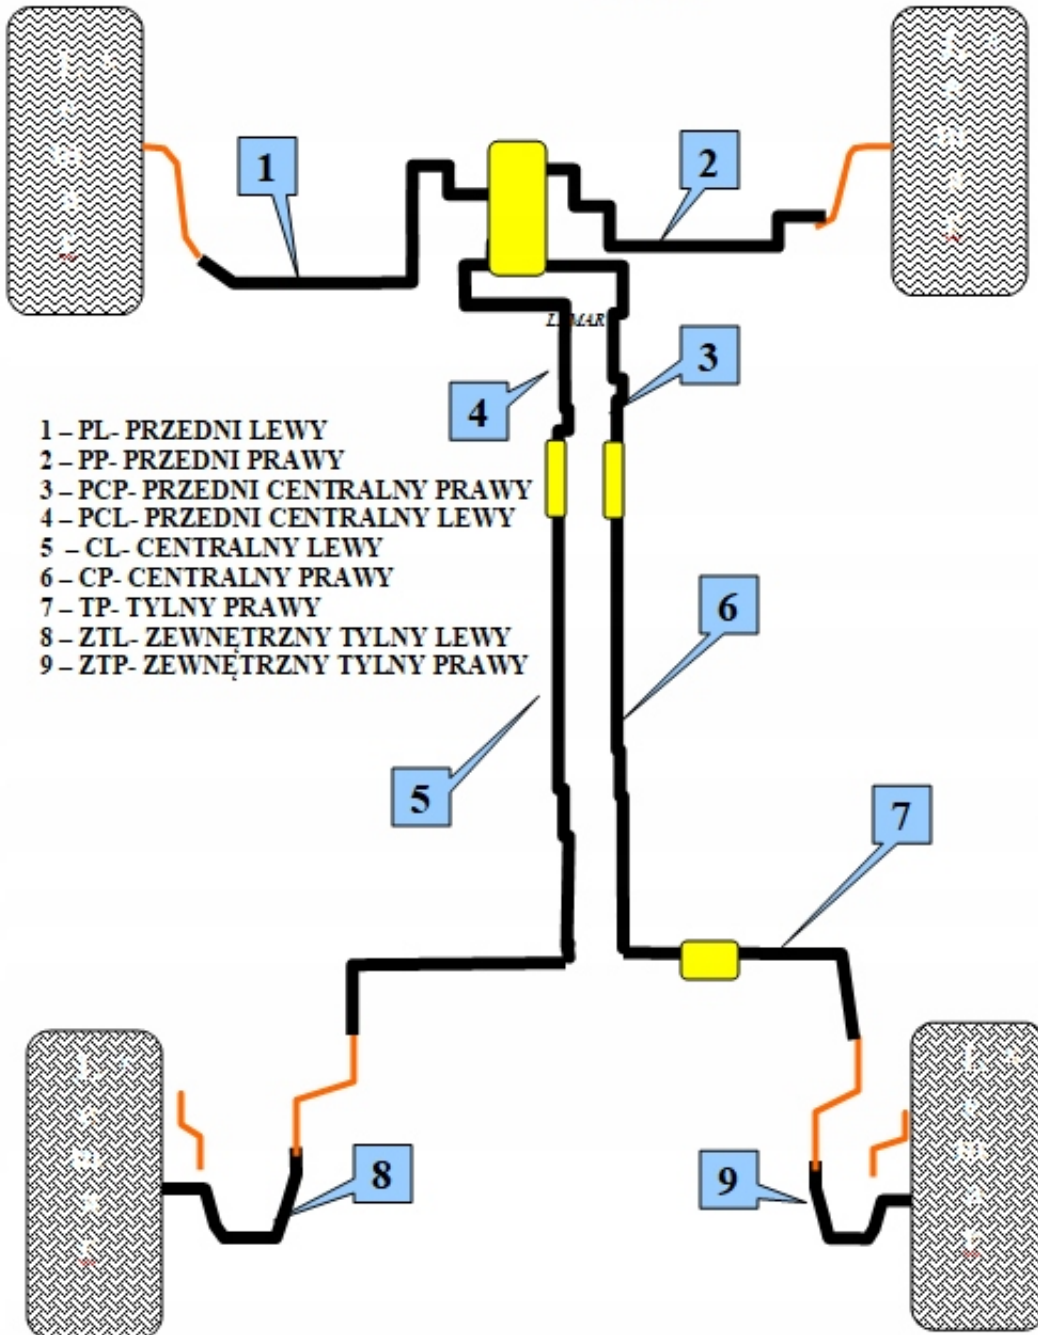 1
2
LEMAR
3
4
1 – PL- PRZEDNI LEWY
2 – PP- PRZEDNI PRAWY
3 – PCP- PRZEDNI CENTRALNY PRAWY
4 – PCL- PRZEDNI CENTRALNY LEWY
5 – CL- CENTRALNY LEWY
6 – CP- CENTRALNY PRAWY
7 – TP- TYLNY PRAWY
8 – ZTL- ZEWNĘTRZNY TYLNY LEWY
9 – ZTP- ZEWNĘTRZNY TYLNY PRAWY
6
5
7
8
9